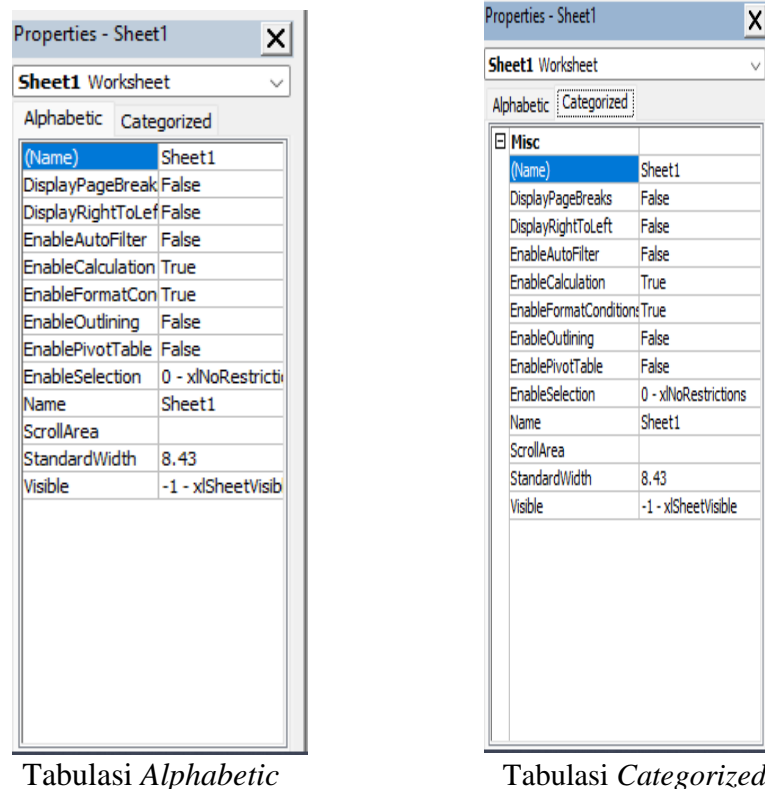 Properties - Sheet1
Sheet1 Worksheet
Alphabetic Categorized
(Name) Sheet1
DisplayPageBreak False
DisplayRightToLef False
EnableAutoFilter False
EnableCalculation True
EnableFormatCon True
EnableOutlining False
EnablePivotTable False
EnableSelection 0 - xlNoRestricti
Name Sheet1
ScrollArea
StandardWidth 8.43
Visible -1 - xlSheetVisib
Tabulasi Alphabetic
Properties - Sheet1
Sheet1 Worksheet
Alphabetic Categorized
Misc
(Name) Sheet1
DisplayPageBreaks False
DisplayRightToLeft False
EnableAutoFilter False
EnableCalculation True
EnableFormatConditions True
EnableOutlining False
EnablePivotTable False
EnableSelection 0 - xlNoRestrictions
Name Sheet1
ScrollArea
StandardWidth 8.43
Visible -1 - xlSheetVisible
Tabulasi Categorized